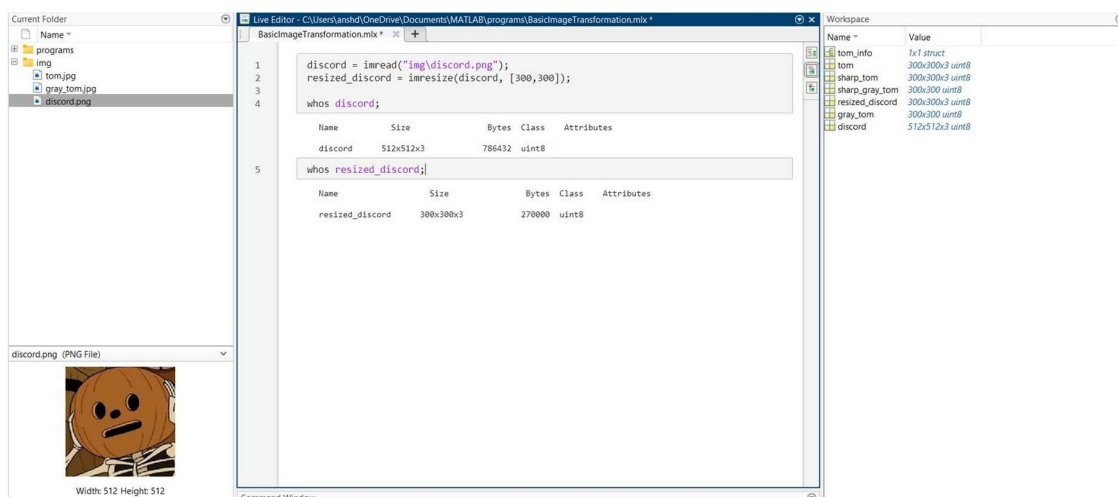 Current Folder
Name
programs
img
tom.jpg
gray_tom.jpg
discord.png
discord.png (PNG File)
Width: 512 Height: 512
Live Editor - C:\Users\anshd\OneDrive\Documents\MATLAB\programs\BasicImageTransformation.mlx *
BasicImageTransformation.mlx *
1 discord = imread("img\discord.png");
2 resized_discord = imresize(discord, [300,300]);
3
4 whos discord;
Name Size Bytes Class Attributes
discord 512x512x3 786432 uint8
5 whos resized_discord;
Name Size Bytes Class Attributes
resized_discord 300x300x3 270000 uint8
Command Window
Workspace
Name Value
tom_info 1x1 struct
tom 300x300x3 uint8
sharp_tom 300x300x3 uint8
sharp_gray_tom 300x300 uint8
resized_discord 300x300x3 uint8
gray_tom 300x300 uint8
discord 512x512x3 uint8